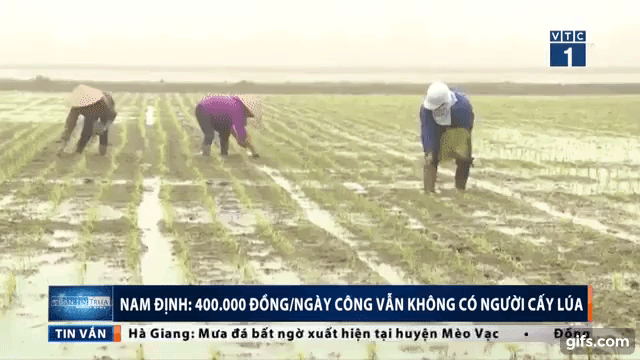 VTC
1
NAM ĐỊNH: 400.000 ĐỒNG/NGÀY CÔNG VẪN KHÔNG CÓ NGƯỜI CẤY LÚA
TIN VẮN
Hà Giang: Mưa đá bất ngờ xuất hiện tại huyện Mèo Vạc • Đồng
gifs.com